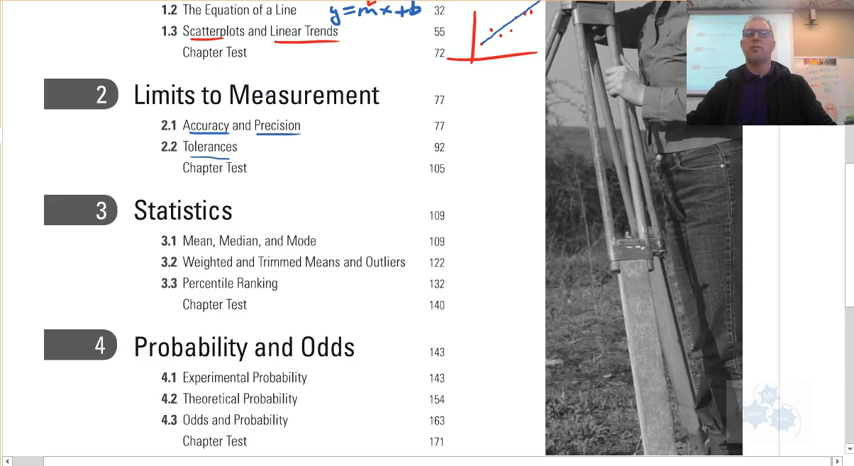 1.2 The Equation of a Line y = mx + b 32
1.3 Scatterplots and Linear Trends 55
Chapter Test 72
2 Limits to Measurement 77
2.1 Accuracy and Precision 77
2.2 Tolerances 92
Chapter Test 105
3 Statistics 109
3.1 Mean, Median, and Mode 109
3.2 Weighted and Trimmed Means and Outliers 122
3.3 Percentile Ranking 132
Chapter Test 140
4 Probability and Odds 143
4.1 Experimental Probability 143
4.2 Theoretical Probability 154
4.3 Odds and Probability 163
Chapter Test 171